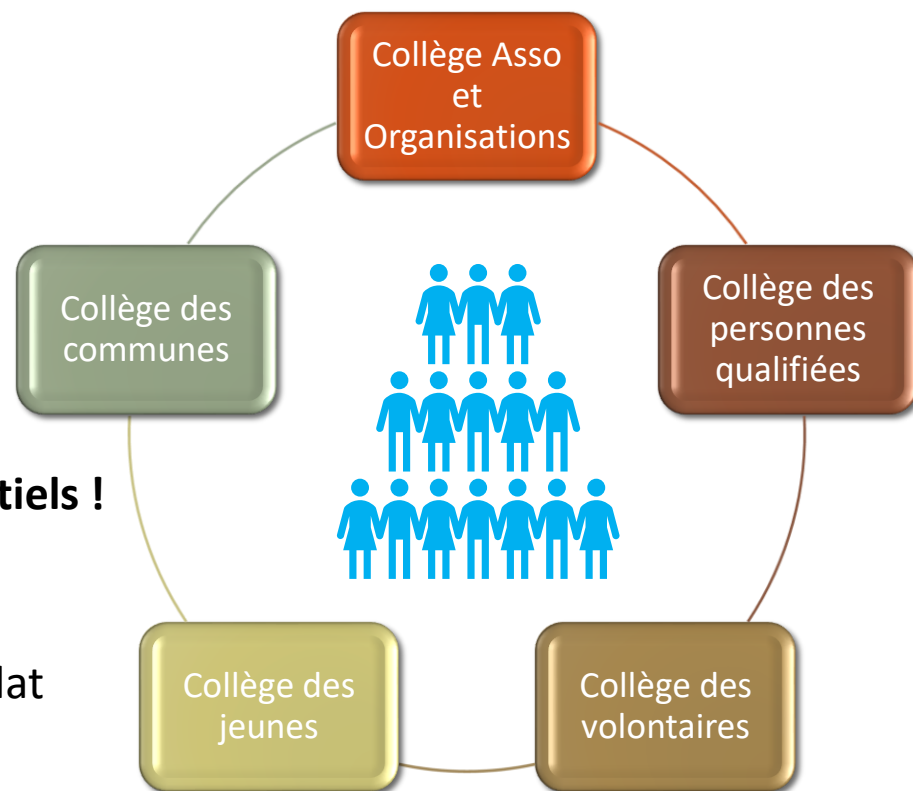 Collège Asso
et
Organisations
Collège des
communes
Collège des
personnes
qualifiées
tiels !
lat
Collège des
jeunes
Collège des
volontaires